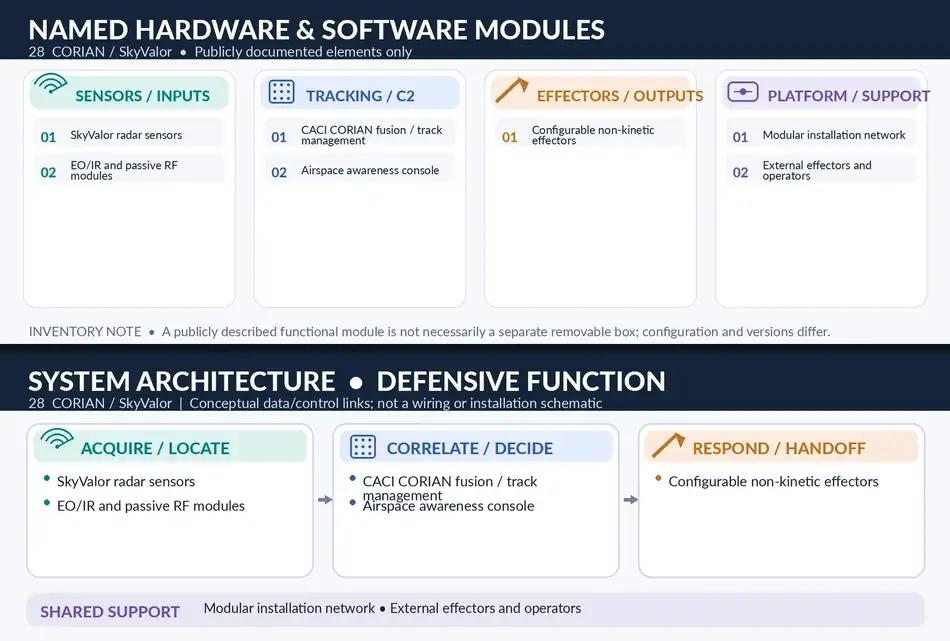 NAMED HARDWARE & SOFTWARE MODULES
28 CORIAN / SkyValor • Publicly documented elements only
SENSORS / INPUTS
01 SkyValor radar sensors
02 EO/IR and passive RF
modules
TRACKING / C2
01 CACI CORIAN fusion / track
management
02 Airspace awareness console
EFFECTORS / OUTPUTS
01 Configurable non-kinetic
effectors
PLATFORM / SUPPORT
01 Modular installation network
02 External effectors and
operators
INVENTORY NOTE • A publicly described functional module is not necessarily a separate removable box; configuration and versions differ.
SYSTEM ARCHITECTURE • DEFENSIVE FUNCTION
28 CORIAN / SkyValor | Conceptual data/control links; not a wiring or installation schematic
ACQUIRE / LOCATE
• SkyValor radar sensors
• EO/IR and passive RF modules
CORRELATE / DECIDE
• CACI CORIAN fusion / track
management
• Airspace awareness console
RESPOND / HANDOFF
• Configurable non-kinetic effectors
SHARED SUPPORT Modular installation network • External effectors and operators